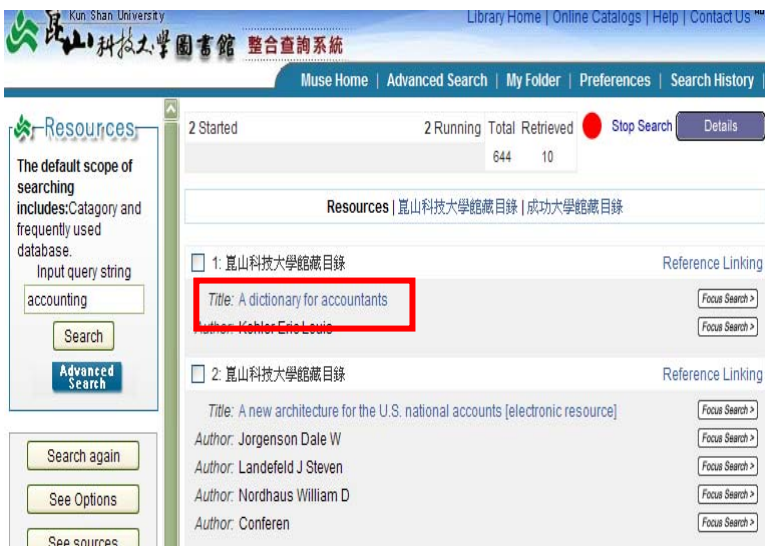 Kun Shan University
Library Home | Online Catalogs | Help | Contact Us
崑山科技大學圖書館 整合查詢系統
Muse Home | Advanced Search | My Folder | Preferences | Search History |
Resources
The default scope of
searching
includes:Catagory and
frequently used
database.
Input query string
accounting
Search
Advanced
Search
Search again
See Options
See sources
2 Started 2 Running Total Retrieved Stop Search Details
644 10
Resources | 崑山科技大學館藏目錄 | 成功大學館藏目錄
1: 崑山科技大學館藏目錄 Reference Linking
Title: A dictionary for accountants Focus Search >
Author: Kohler Eric Louis Focus Search >
2: 崑山科技大學館藏目錄 Reference Linking
Title: A new architecture for the U.S. national accounts [electronic resource] Focus Search >
Author: Jorgenson Dale W Focus Search >
Author: Landefeld J Steven Focus Search >
Author: Nordhaus William D Focus Search >
Author: Conferen Focus Search >